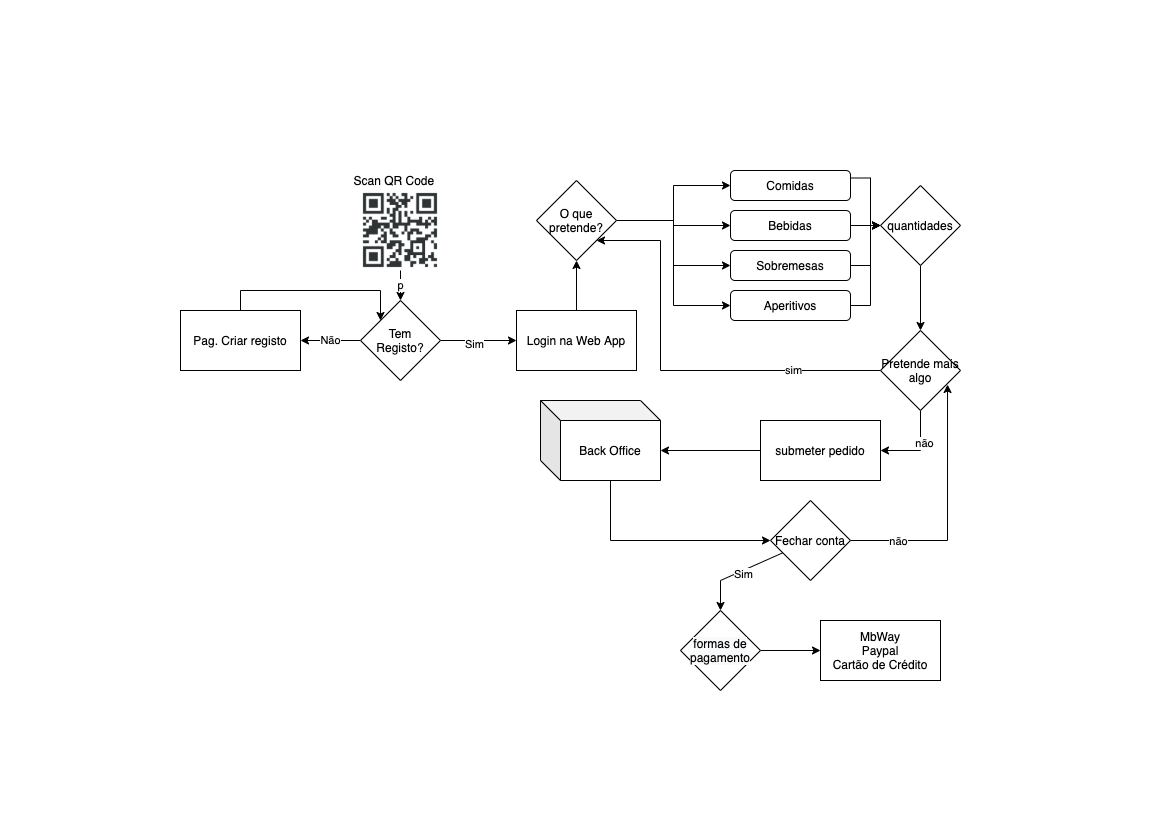 Scan QR Code
p
Tem
Registo?
Não
Pag. Criar registo
Sim
Login na Web App
O que
pretende?
Comidas
Bebidas
Sobremesas
Aperitivos
quantidades
Pretende mais
algo
sim
não
submeter pedido
Back Office
Fechar conta
não
Sim
formas de
pagamento
MbWay
Paypal
Cartão de Crédito